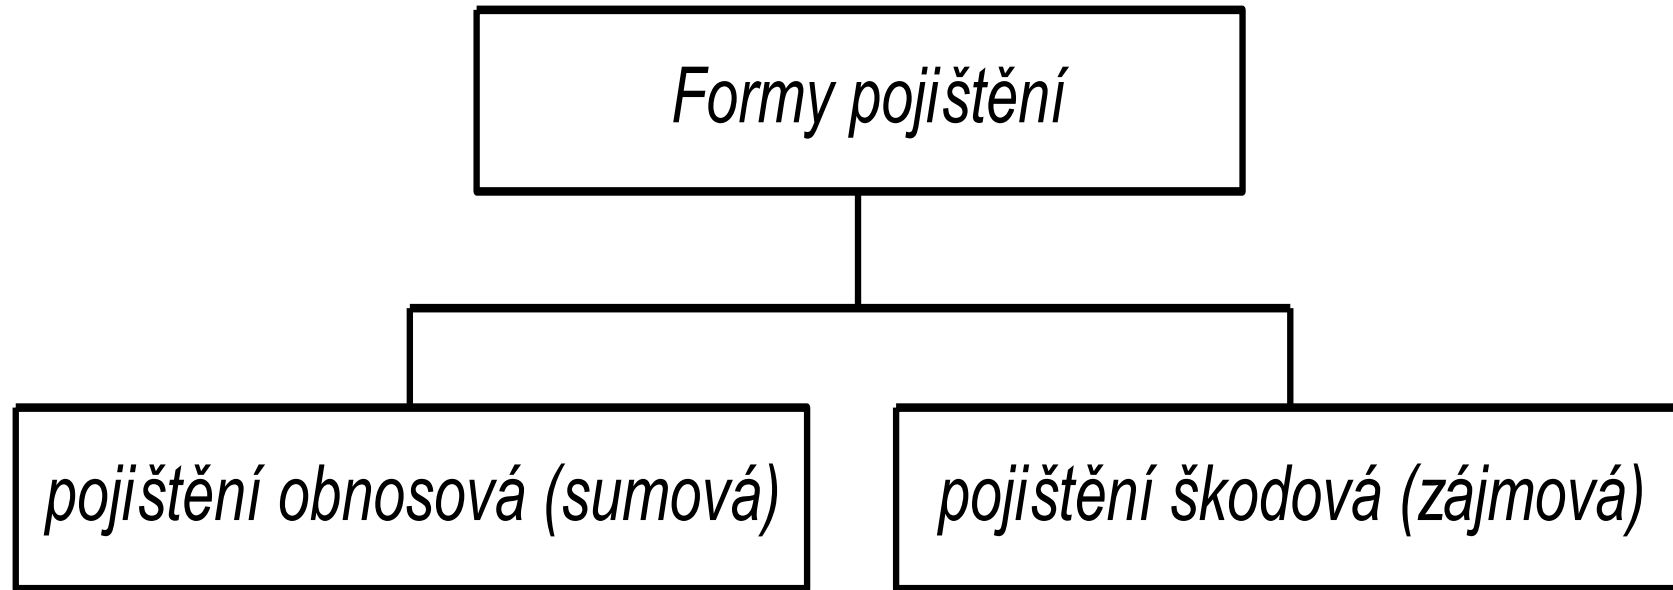 Formy pojištění
pojištění obnosová (sumová)
pojištění škodová (zájmová)